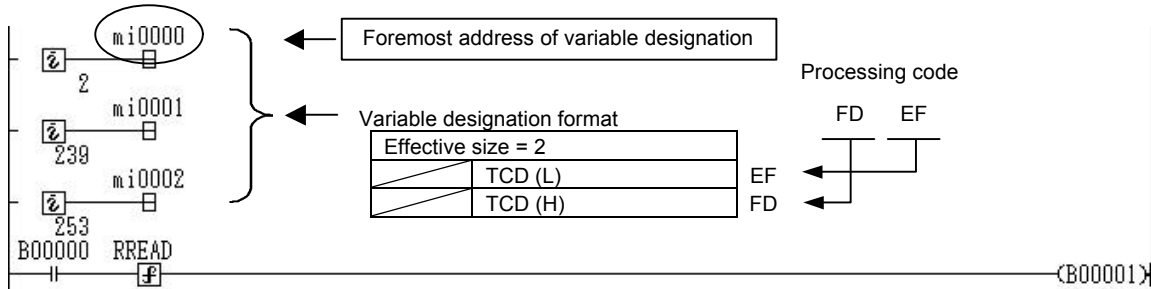 mi0000
Foremost address of variable designation
i
2
Processing code
mi0001
Variable designation format
FD EF
i
239
Effective size = 2
mi0002
TCD (L) EF
i
TCD (H) FD
253
B00000 RREAD
f
(B00001)